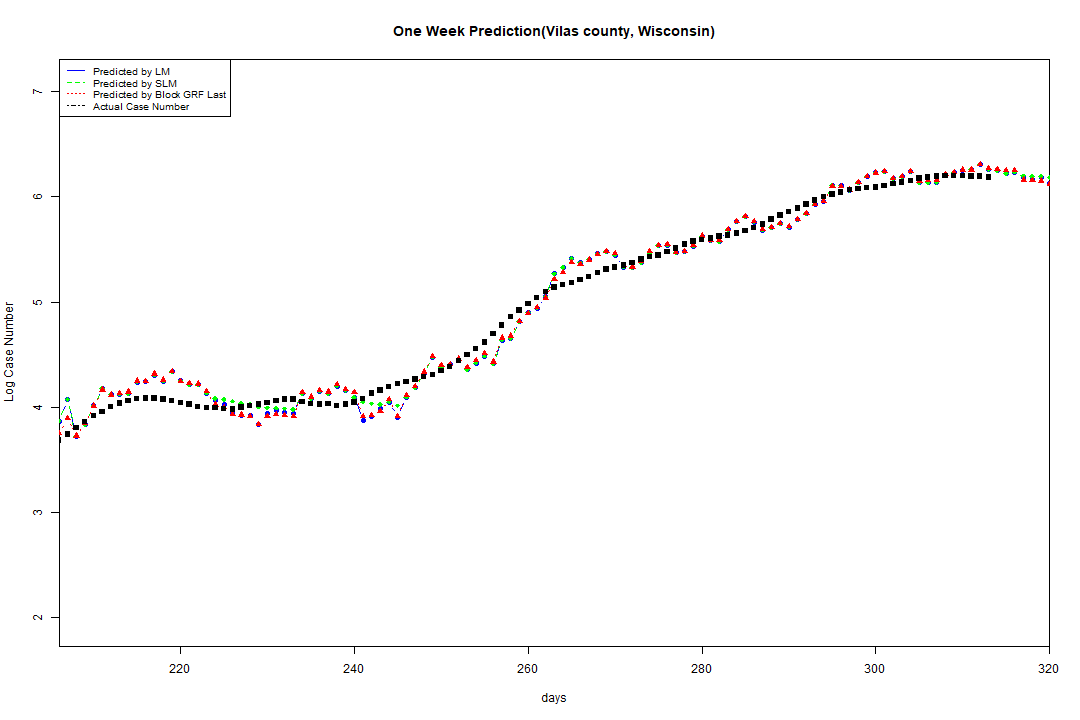 One Week Prediction(Vilas county, Wisconsin)
Predicted by LM
Predicted by SLM
Predicted by Block GRF Last
Actual Case Number
7
6
5
4
3
2
Log Case Number
220 240 260 280 300 320
days